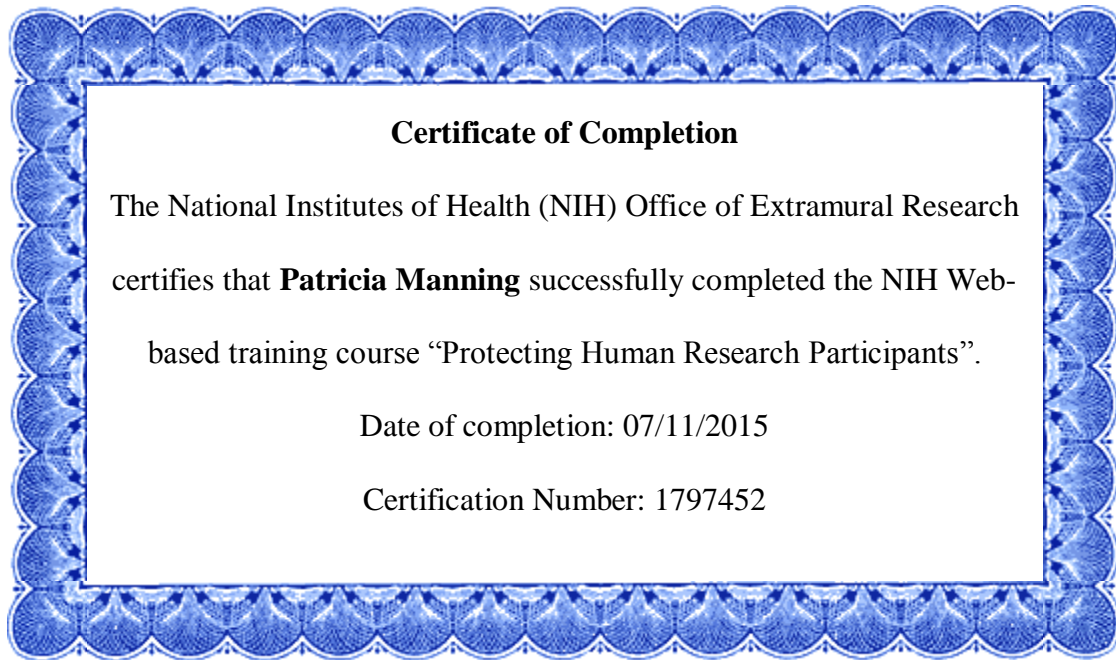 Certificate of Completion
The National Institutes of Health (NIH) Office of Extramural Research
certifies that Patricia Manning successfully completed the NIH Web-
based training course “Protecting Human Research Participants”.
Date of completion: 07/11/2015
Certification Number: 1797452